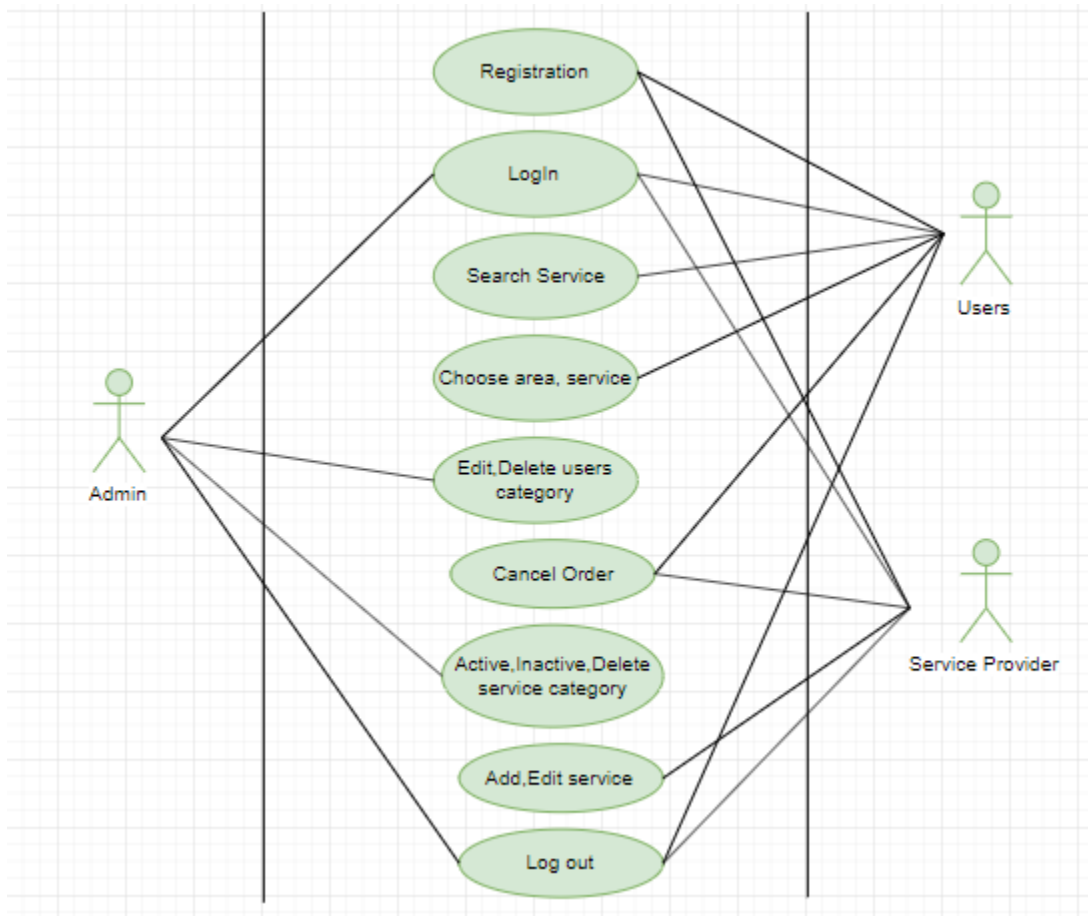 Registration
LogIn
Search Service
Users
Choose area, service
Admin
Edit,Delete users
category
Cancel Order
Active,Inactive,Delete
service category
Service Provider
Add,Edit service
Log out